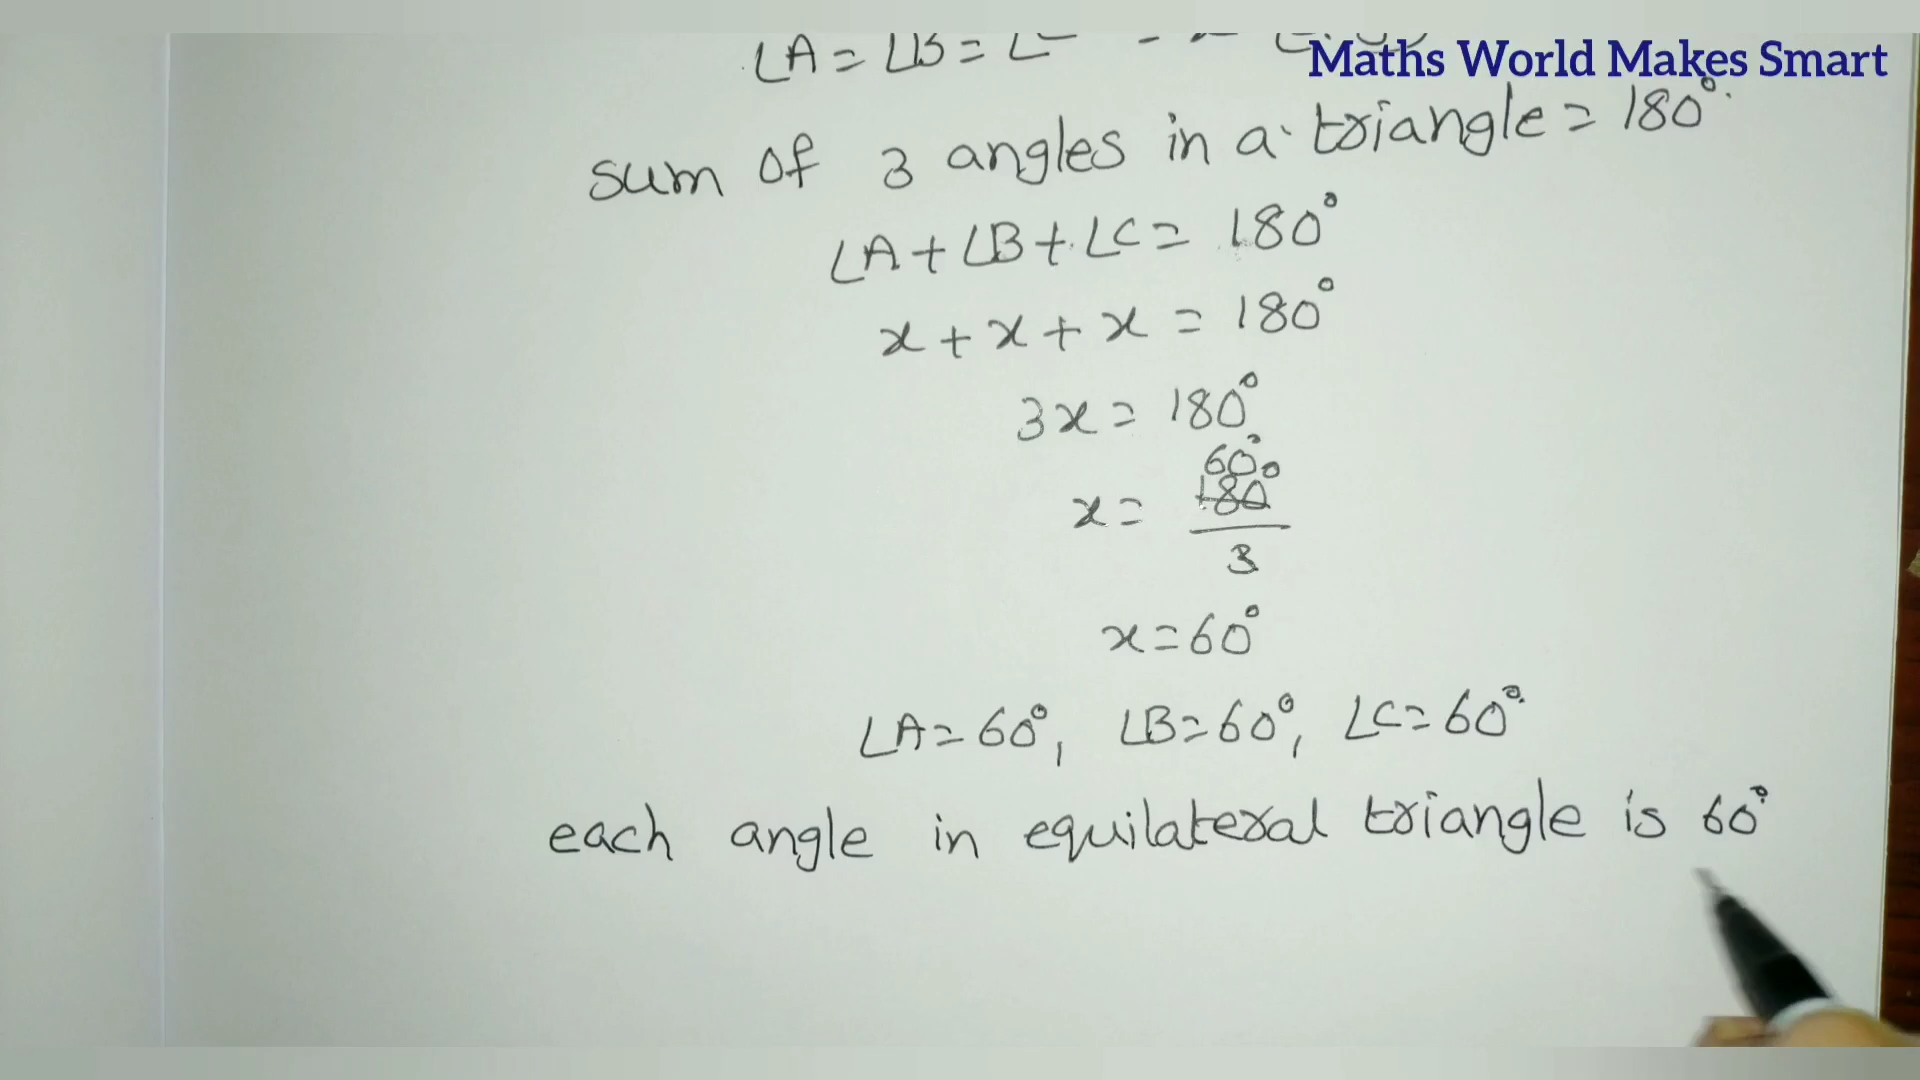 Maths World Makes Smart
∠A = ∠B = ∠C = x
sum of 3 angles in a triangle = 180°.
∠A + ∠B + ∠C = 180°
x + x + x = 180°
3x = 180°
60°
x = 180°
3
x = 60°
∠A = 60°, ∠B = 60°, ∠C = 60°.
each angle in equilateral triangle is 60°.